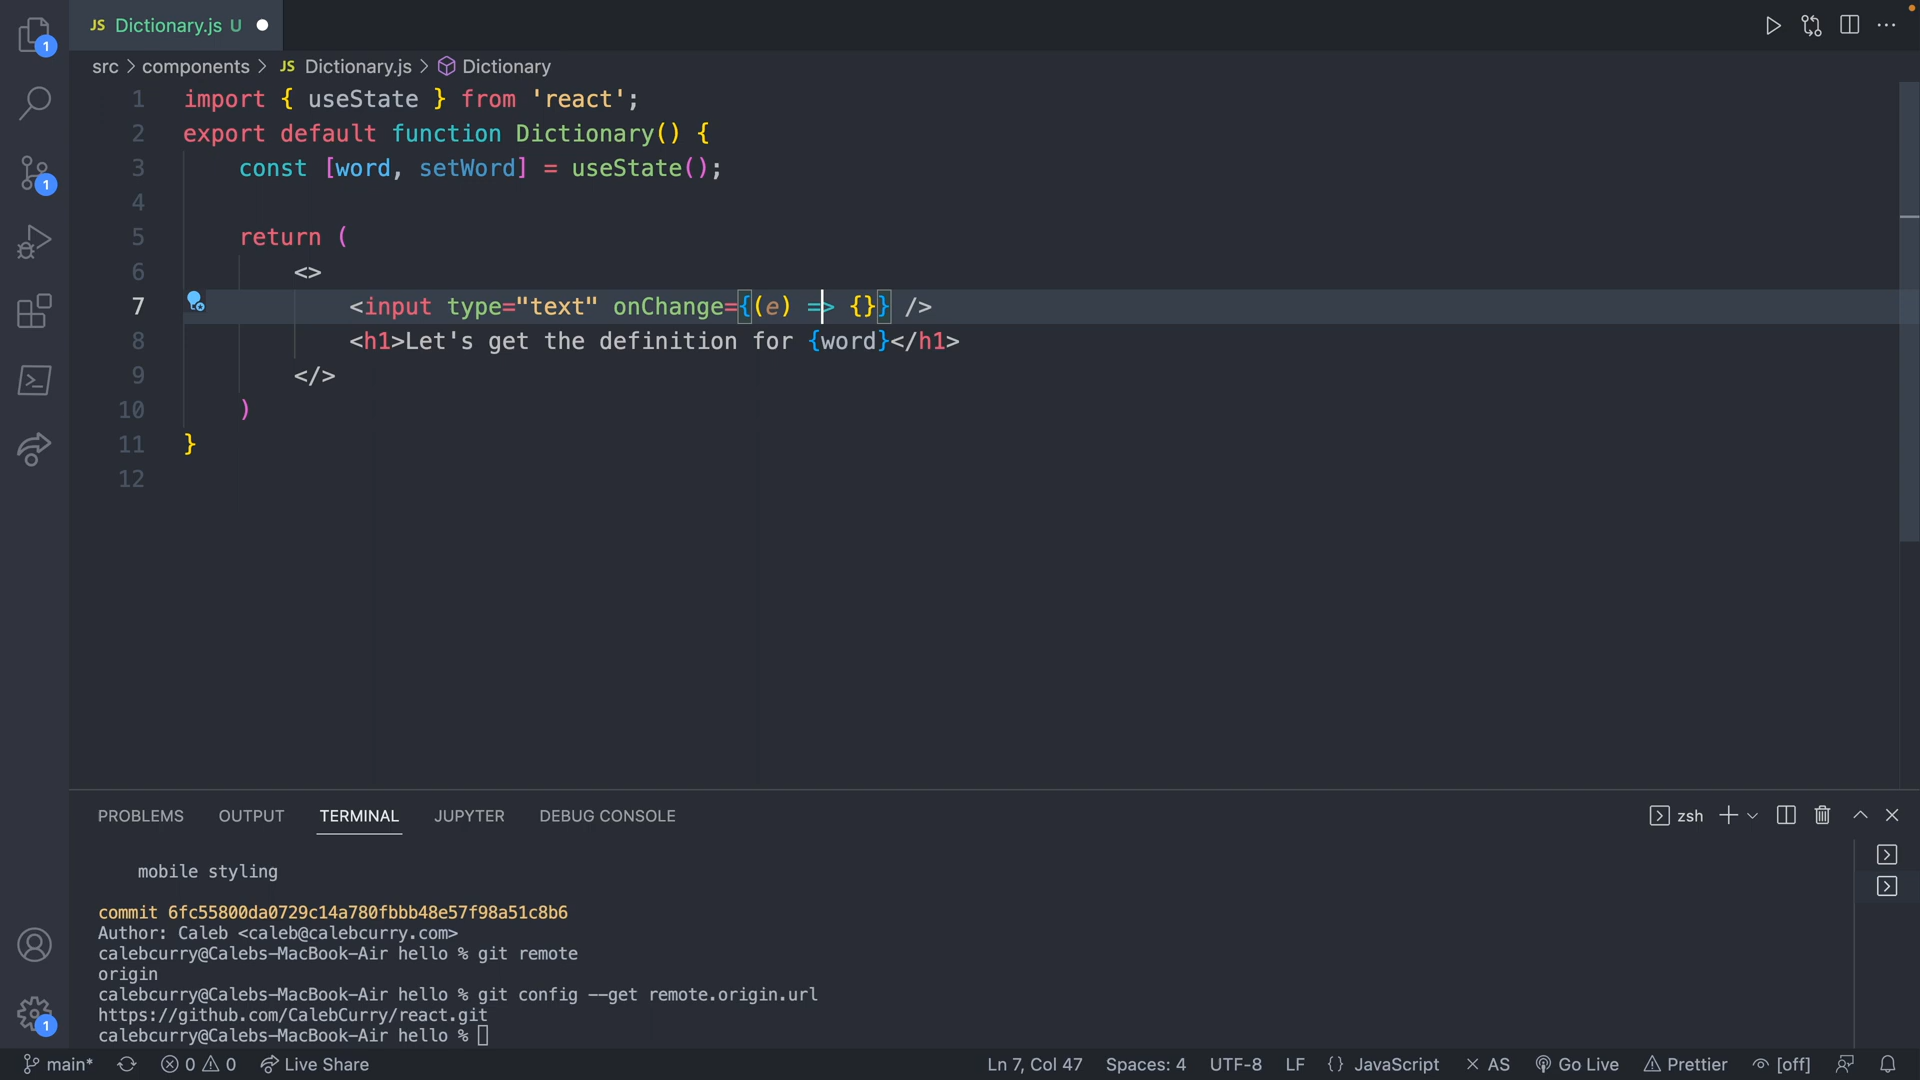 1
JS Dictionary.js U
src > components > JS Dictionary.js > Dictionary
1 import { useState } from 'react';
2 export default function Dictionary() {
1
3 const [word, setWord] = useState();
4
5 return (
6 <>
7 <input type="text" onChange={(e) => {}} />
8 <h1>Let's get the definition for {word}</h1>
9 </>
10 )
11 }
12
PROBLEMS OUTPUT TERMINAL JUPYTER DEBUG CONSOLE zsh
mobile styling
commit 6fc55800da0729c14a780fbbb48e57f98a51c8b6
Author: Caleb <caleb@calebcurry.com>
calebcurry@Calebs-MacBook-Air hello % git remote
origin
calebcurry@Calebs-MacBook-Air hello % git config --get remote.origin.url
https://github.com/CalebCurry/react.git
1
calebcurry@Calebs-MacBook-Air hello %
main* 0 0 Live Share Ln 7, Col 47 Spaces: 4 UTF-8 LF {} JavaScript × AS Go Live Prettier [off]